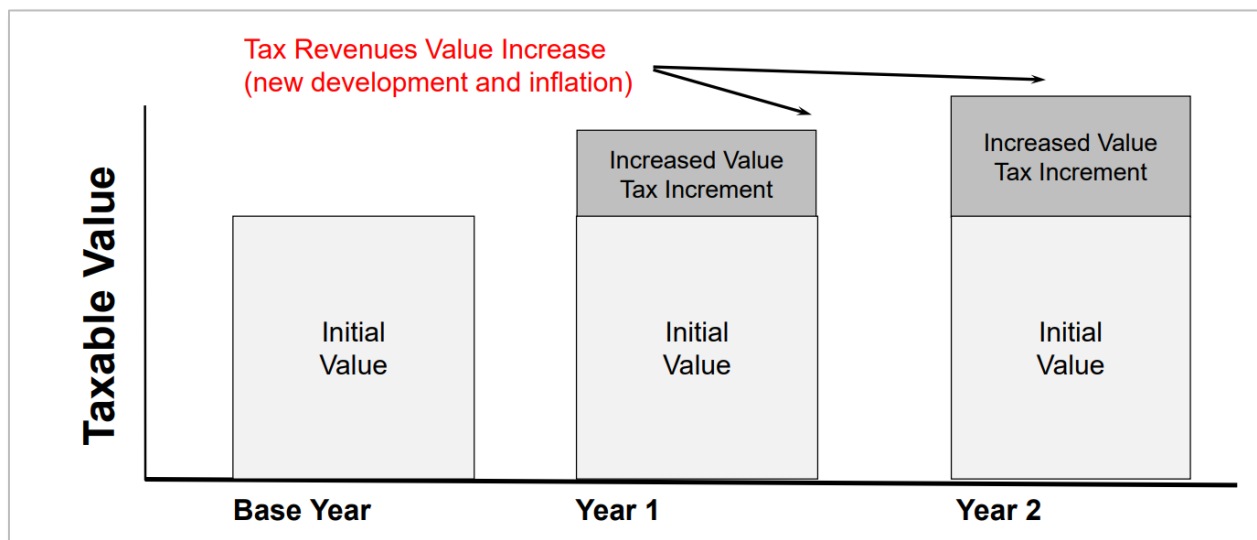 Tax Revenues Value Increase
(new development and inflation)
Taxable Value
Increased Value
Tax Increment
Increased Value
Tax Increment
Initial
Value
Initial
Value
Initial
Value
Base Year
Year 1
Year 2